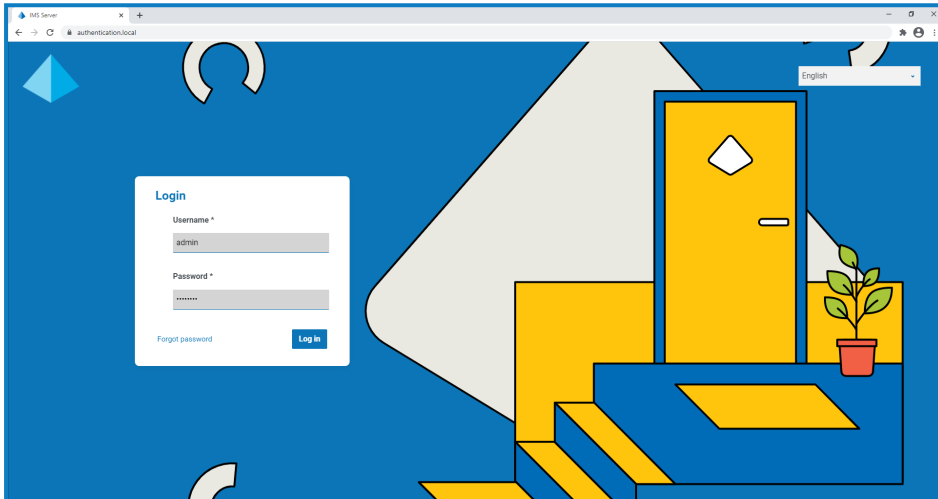 IMS Server
authentication.local
English
Login
Username *
admin
Password *
••••••••
Forgot password
Log in